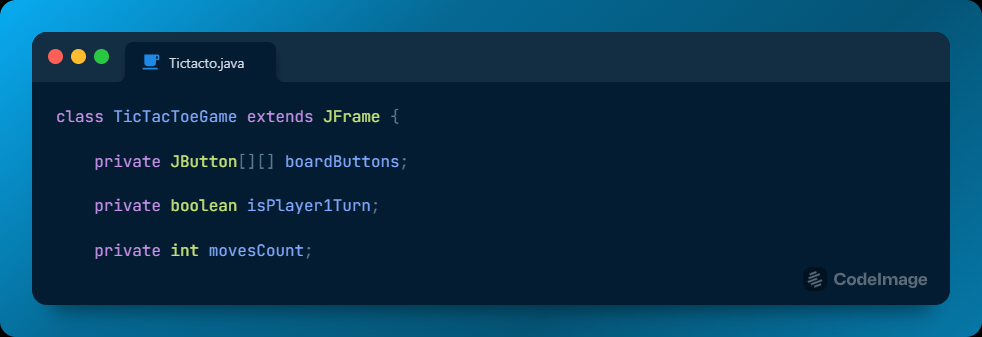 Tictacto.java
class TicTacToeGame extends JFrame {
    private JButton[][] boardButtons;
    private boolean isPlayer1Turn;
    private int movesCount;
CodeImage